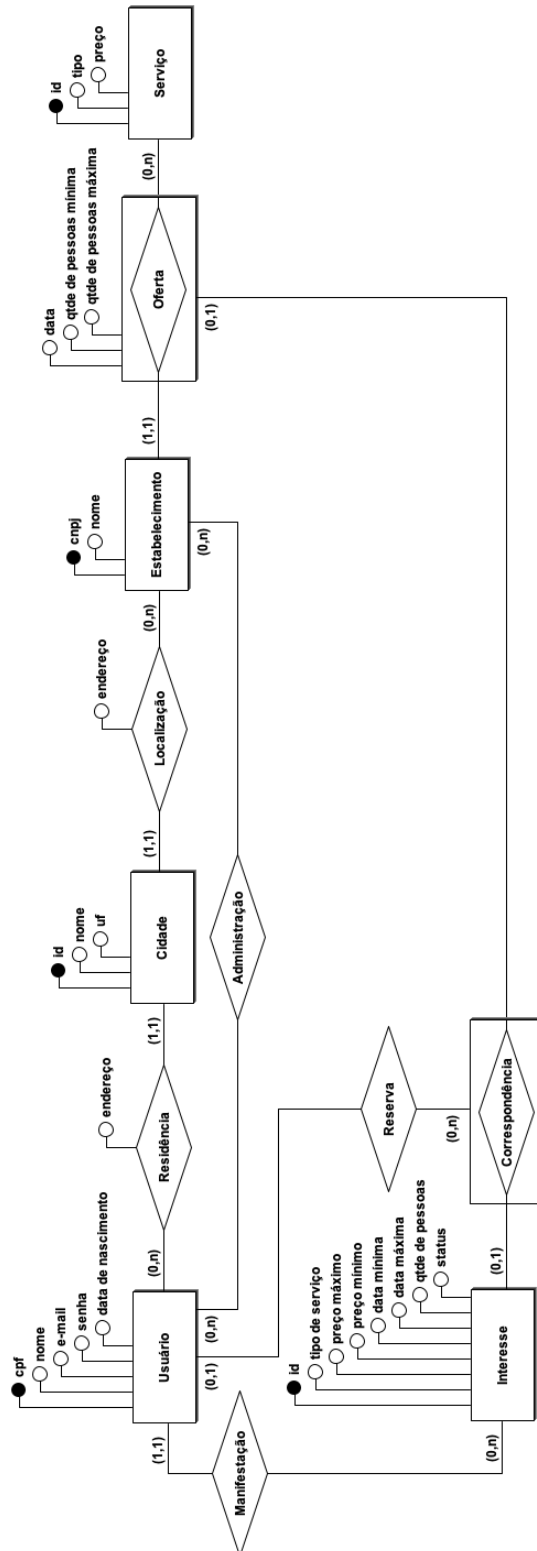 cpf
nome
e-mail
senha
data de nascimento
Usuário
(0,n)
(0,n)
(0,1)
(1,1)
endereço
Residência
(1,1)
id
nome
uf
Cidade
(1,1)
endereço
Localização
(0,n)
cnpj
nome
Estabelecimento
(0,n)
(1,1)
data
qtde de pessoas mínima
qtde de pessoas máxima
Oferta
(0,1)
(0,n)
id
tipo
preço
Serviço
Administração
Manifestação
(0,n)
id
tipo de serviço
preço máximo
preço mínimo
data mínima
data máxima
qtde de pessoas
status
Interesse
(0,1)
Correspondência
(0,n)
Reserva